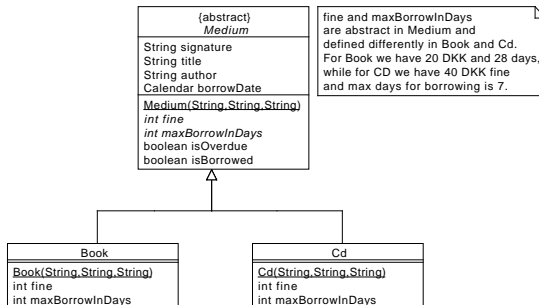 {abstract}
Medium
String signature
String title
String author
Calendar borrowDate
Medium(String,String,String)
int fine
int maxBorrowInDays
boolean isOverdue
boolean isBorrowed
fine and maxBorrowInDays
are abstract in Medium and
defined differently in Book and Cd.
For Book we have 20 DKK and 28 days,
while for CD we have 40 DKK fine
and max days for borrowing is 7.
Book
Book(String,String,String)
int fine
int maxBorrowInDays
Cd
Cd(String,String,String)
int fine
int maxBorrowInDays